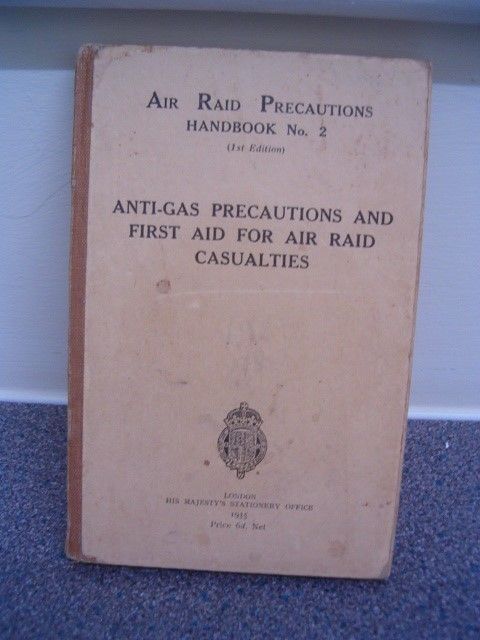 AIR RAID PRECAUTIONS
HANDBOOK No. 2
(1st Edition)
ANTI-GAS PRECAUTIONS AND
FIRST AID FOR AIR RAID
CASUALTIES
LONDON
HIS MAJESTY'S STATIONERY OFFICE
1935
Price 6d. Net